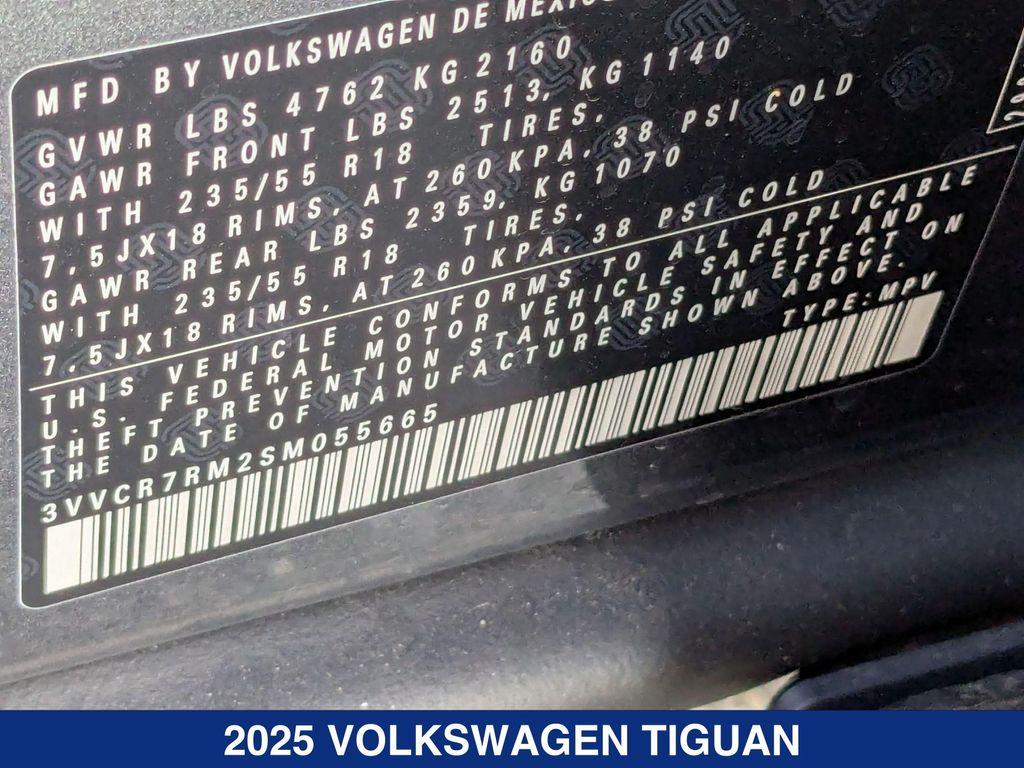 MFD BY VOLKSWAGEN DE MEXICO
GVWR LBS 4762 KG 2160
GAWR FRONT LBS 2513, KG 1140
WITH 235/55 R18 TIRES,
7,5JX18 RIMS, AT 260KPA, 38 PSI COLD
GAWR REAR LBS 2359, KG 1070
WITH 235/55 R18 TIRES,
7,5JX18 RIMS, AT 260KPA, 38 PSI COLD
THIS VEHICLE CONFORMS TO ALL APPLICABLE
U.S. FEDERAL MOTOR VEHICLE SAFETY AND
THEFT PREVENTION STANDARDS IN EFFECT ON
THE DATE OF MANUFACTURE SHOWN ABOVE.
3VVCR7RM2SM055665 TYPE: MPV
2025 VOLKSWAGEN TIGUAN